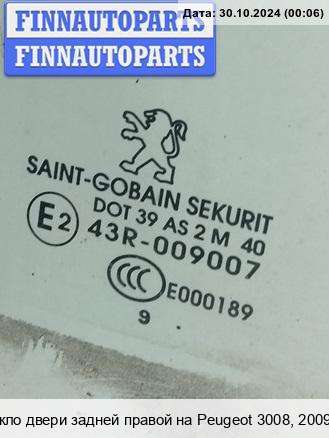 FINNAUTOPARTS
FINNAUTOPARTS
Дата: 30.10.2024 (00:06)
SAINT-GOBAIN SEKURIT
DOT 39 AS 2 M 40
E2 43R-009007
CCC E000189
9
кло двери задней правой на Peugeot 3008, 2009